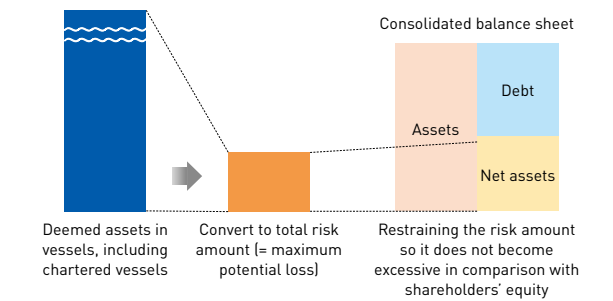 Consolidated balance sheet
Debt
Assets
Net assets
Deemed assets in
vessels, including
chartered vessels
Convert to total risk
amount (= maximum
potential loss)
Restraining the risk amount
so it does not become
excessive in comparison with
shareholders’ equity